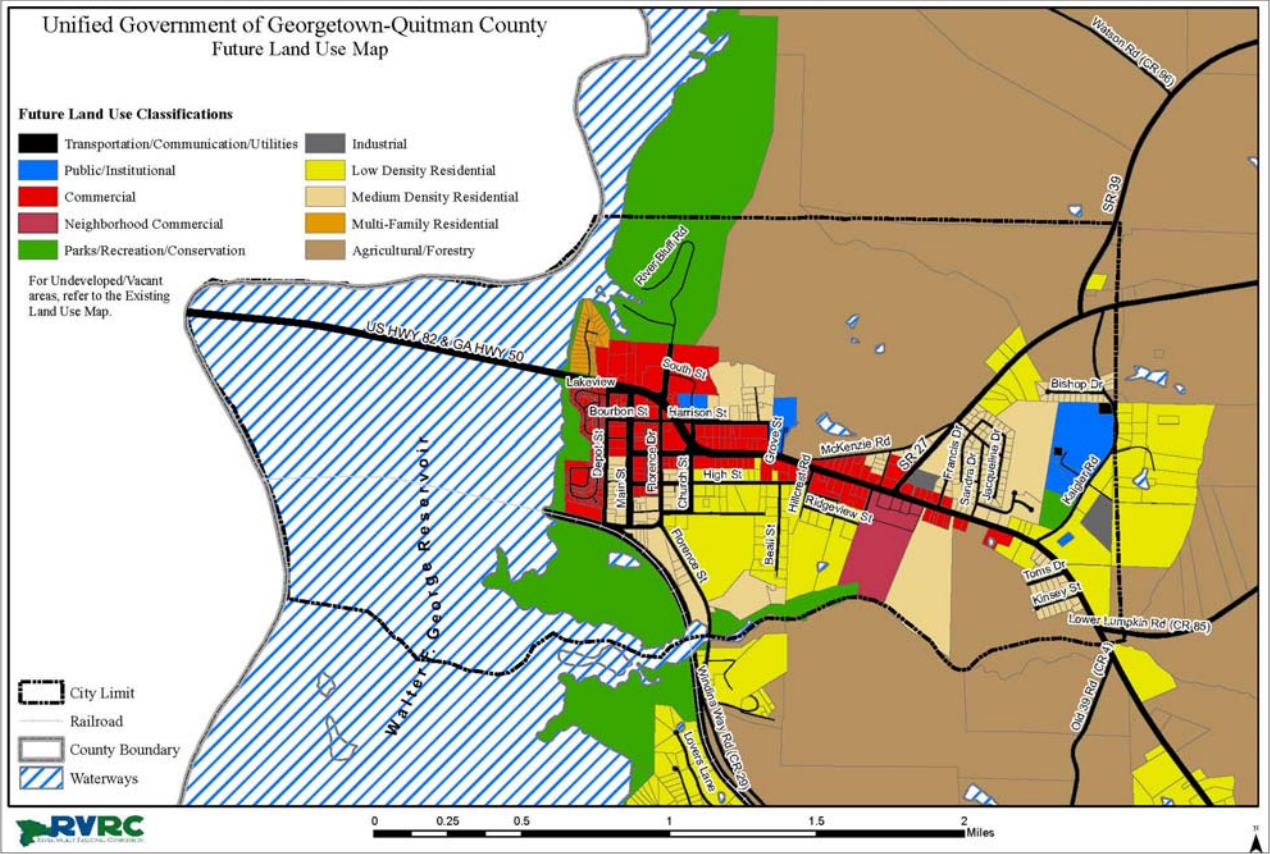 Unified Government of Georgetown-Quitman County
Future Land Use Map
Future Land Use Classifications
Transportation/Communication/Utilities
Public/Institutional
Commercial
Neighborhood Commercial
Parks/Recreation/Conservation
Industrial
Low Density Residential
Medium Density Residential
Multi-Family Residential
Agricultural/Forestry
For Undeveloped/Vacant
areas, refer to the Existing
Land Use Map.
Watson Rd (CR 96)
SR 39
River Bluff Rd
US HWY 82 & GA HWY 50
South St
Lakeview
Bishop Dr
Bourbon St
Harrison St
Grove St
McKenzie Rd
SR 27
Francis Dr
Sandra Dr
Jacqueline Dr
Depot St
Main St
Florence Dr
Church St
High St
Hillcrest Rd
Ridgeview St
Kaigler Rd
Beall St
Florence St
Toms Dr
Kinsey St
Lower Lumpkin Rd (CR 85)
Old 39 Rd (CR 4)
Winding Way Rd (CR 29)
Lovers Lane
Walter F. George Reservoir
City Limit
Railroad
County Boundary
Waterways
RVRC
0 0.25 0.5 1 1.5 2
Miles
N